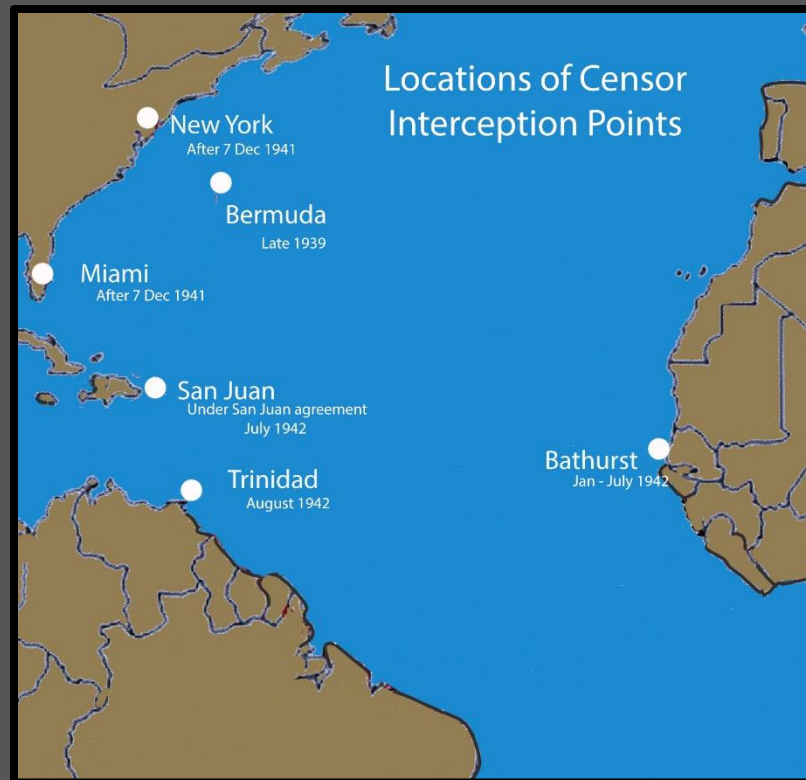 Locations of Censor
Interception Points
New York
After 7 Dec 1941
Bermuda
Late 1939
Miami
After 7 Dec 1941
San Juan
Under San Juan agreement
July 1942
Bathurst
Jan - July 1942
Trinidad
August 1942